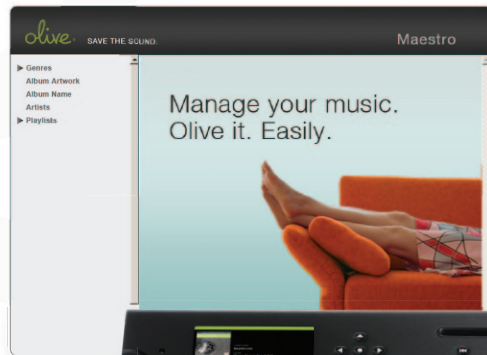 olive
SAVE THE SOUND.
Maestro
Genres
Album Artwork
Album Name
Artists
Playlists
Manage your music.
Olive it. Easily.